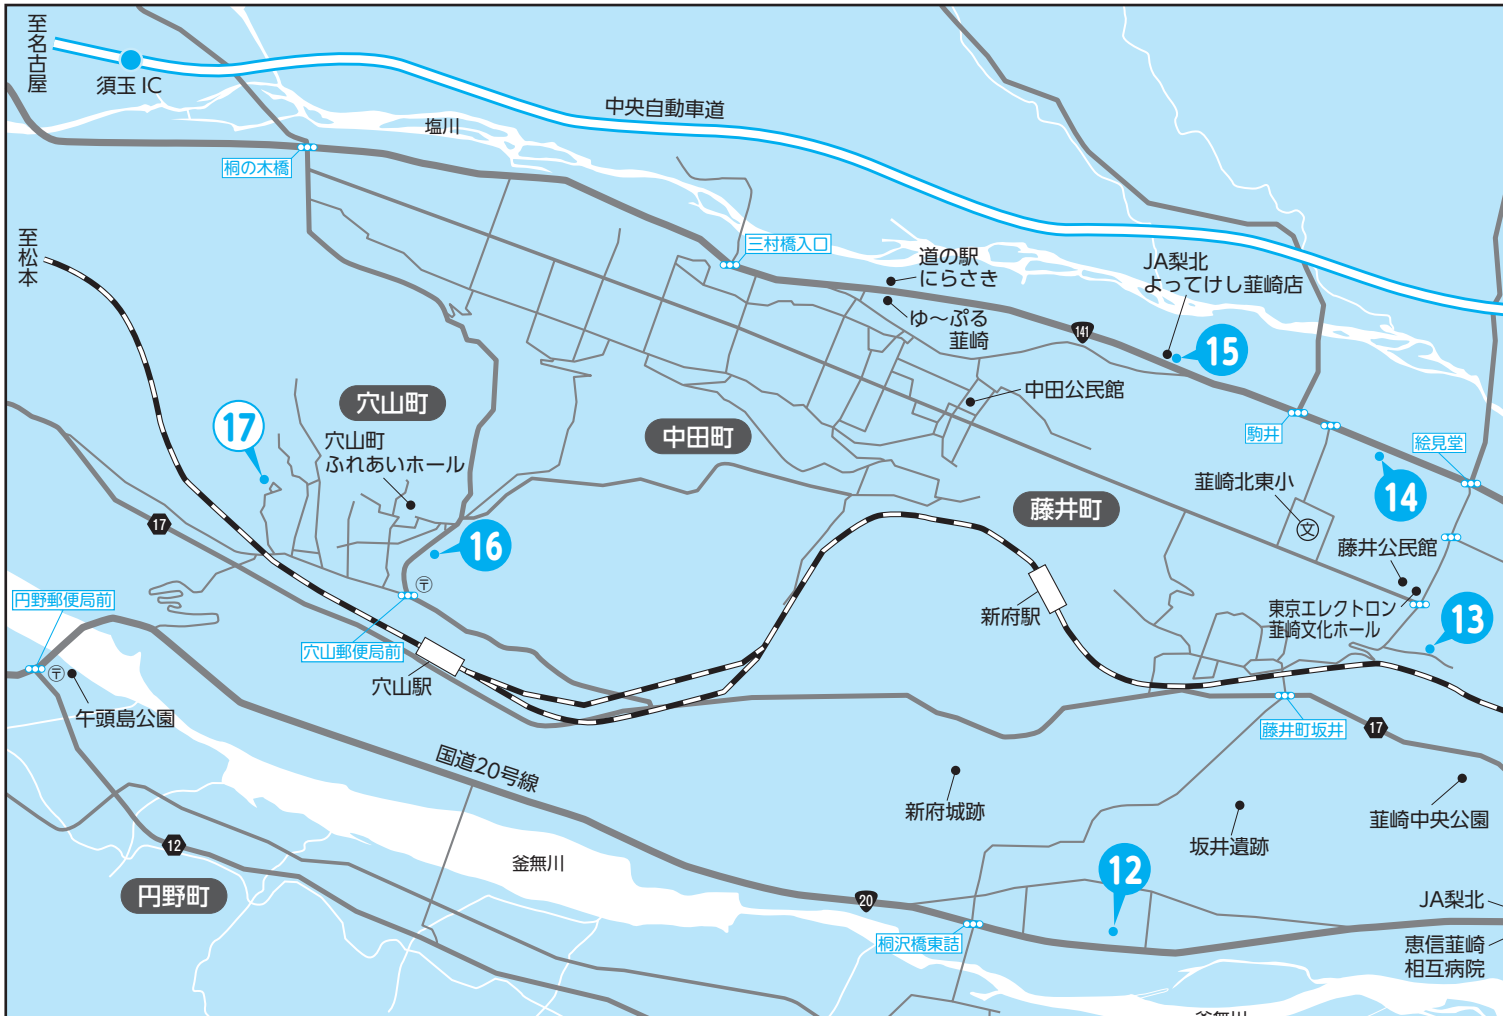 至名古屋
須玉 IC
中央自動車道
塩川
桐の木橋
至松本
三村橋入口
道の駅
にらさき
JA梨北
よってけし韮崎店
ゆ〜ぷる
韮崎
141
15
穴山町
中田公民館
17
穴山町
ふれあいホール
中田町
駒井
絵見堂
韮崎北東小
14
藤井町
文
17
16
藤井公民館
〒
円野郵便局前
東京エレクトロン
韮崎文化ホール
新府駅
13
穴山郵便局前
〒
穴山駅
午頭島公園
藤井町坂井
17
国道20号線
新府城跡
韮崎中央公園
坂井遺跡
12
釜無川
12
円野町
20
JA梨北
桐沢橋東詰
恵信韮崎
相互病院